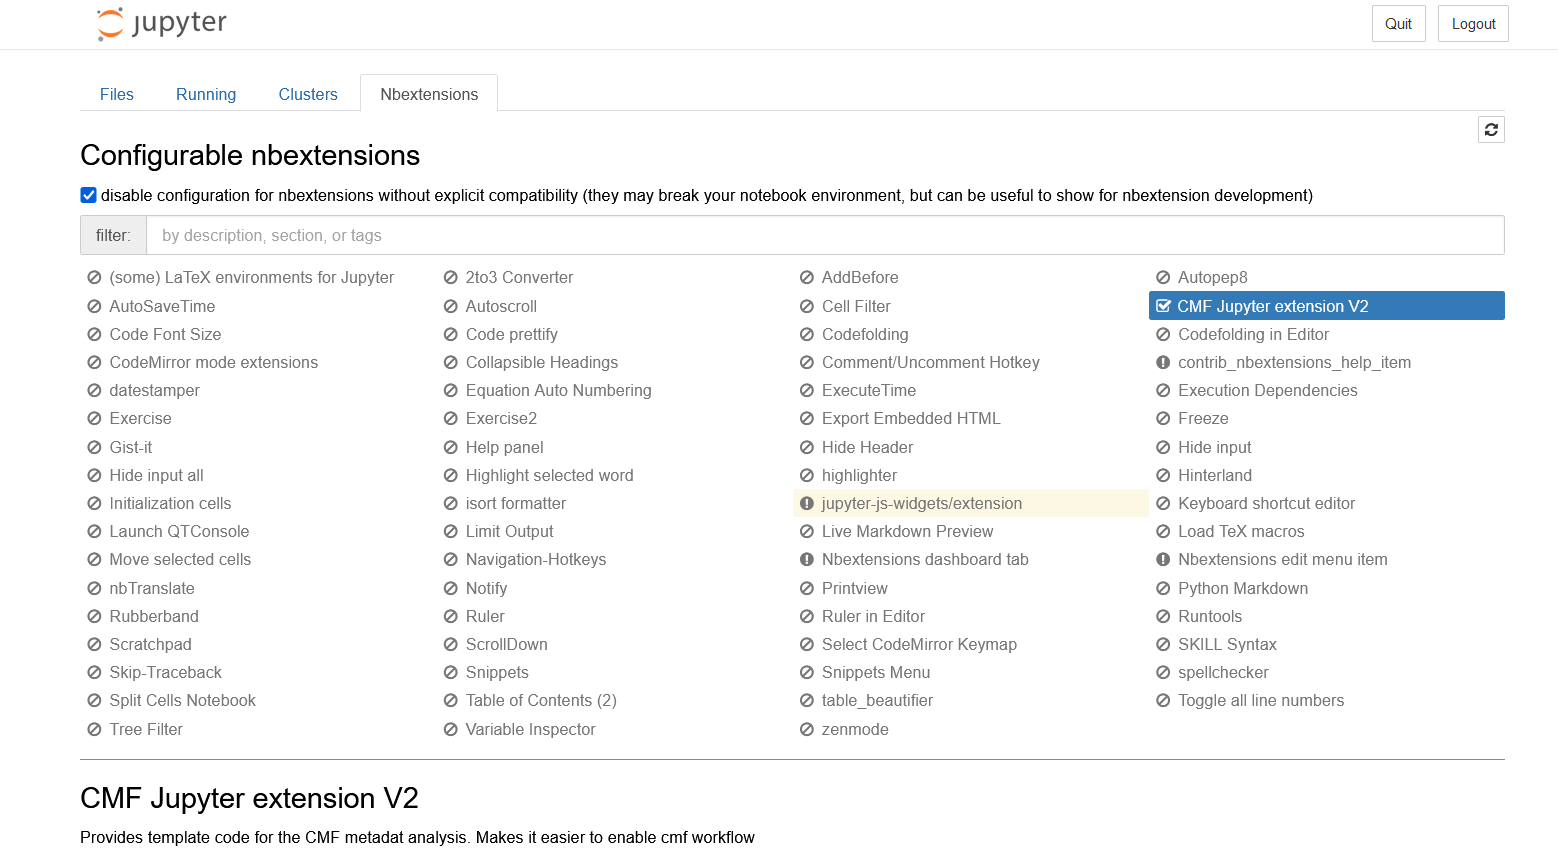 jupyter
Quit Logout
Files Running Clusters Nbextensions
Configurable nbextensions
disable configuration for nbextensions without explicit compatibility (they may break your notebook environment, but can be useful to show for nbextension development)
filter: by description, section, or tags
(some) LaTeX environments for Jupyter 2to3 Converter AddBefore Autopep8
AutoSaveTime Autoscroll Cell Filter CMF Jupyter extension V2
Code Font Size Code prettify Codefolding Codefolding in Editor
CodeMirror mode extensions Collapsible Headings Comment/Uncomment Hotkey contrib_nbextensions_help_item
datestamper Equation Auto Numbering ExecuteTime Execution Dependencies
Exercise Exercise2 Export Embedded HTML Freeze
Gist-it Help panel Hide Header Hide input
Hide input all Highlight selected word highlighter Hinterland
Initialization cells isort formatter jupyter-js-widgets/extension Keyboard shortcut editor
Launch QTConsole Limit Output Live Markdown Preview Load TeX macros
Move selected cells Navigation-Hotkeys Nbextensions dashboard tab Nbextensions edit menu item
nbTranslate Notify Printview Python Markdown
Rubberband Ruler Ruler in Editor Runtools
Scratchpad ScrollDown Select CodeMirror Keymap SKILL Syntax
Skip-Traceback Snippets Snippets Menu spellchecker
Split Cells Notebook Table of Contents (2) table_beautifier Toggle all line numbers
Tree Filter Variable Inspector zenmode
CMF Jupyter extension V2
Provides template code for the CMF metadat analysis. Makes it easier to enable cmf workflow